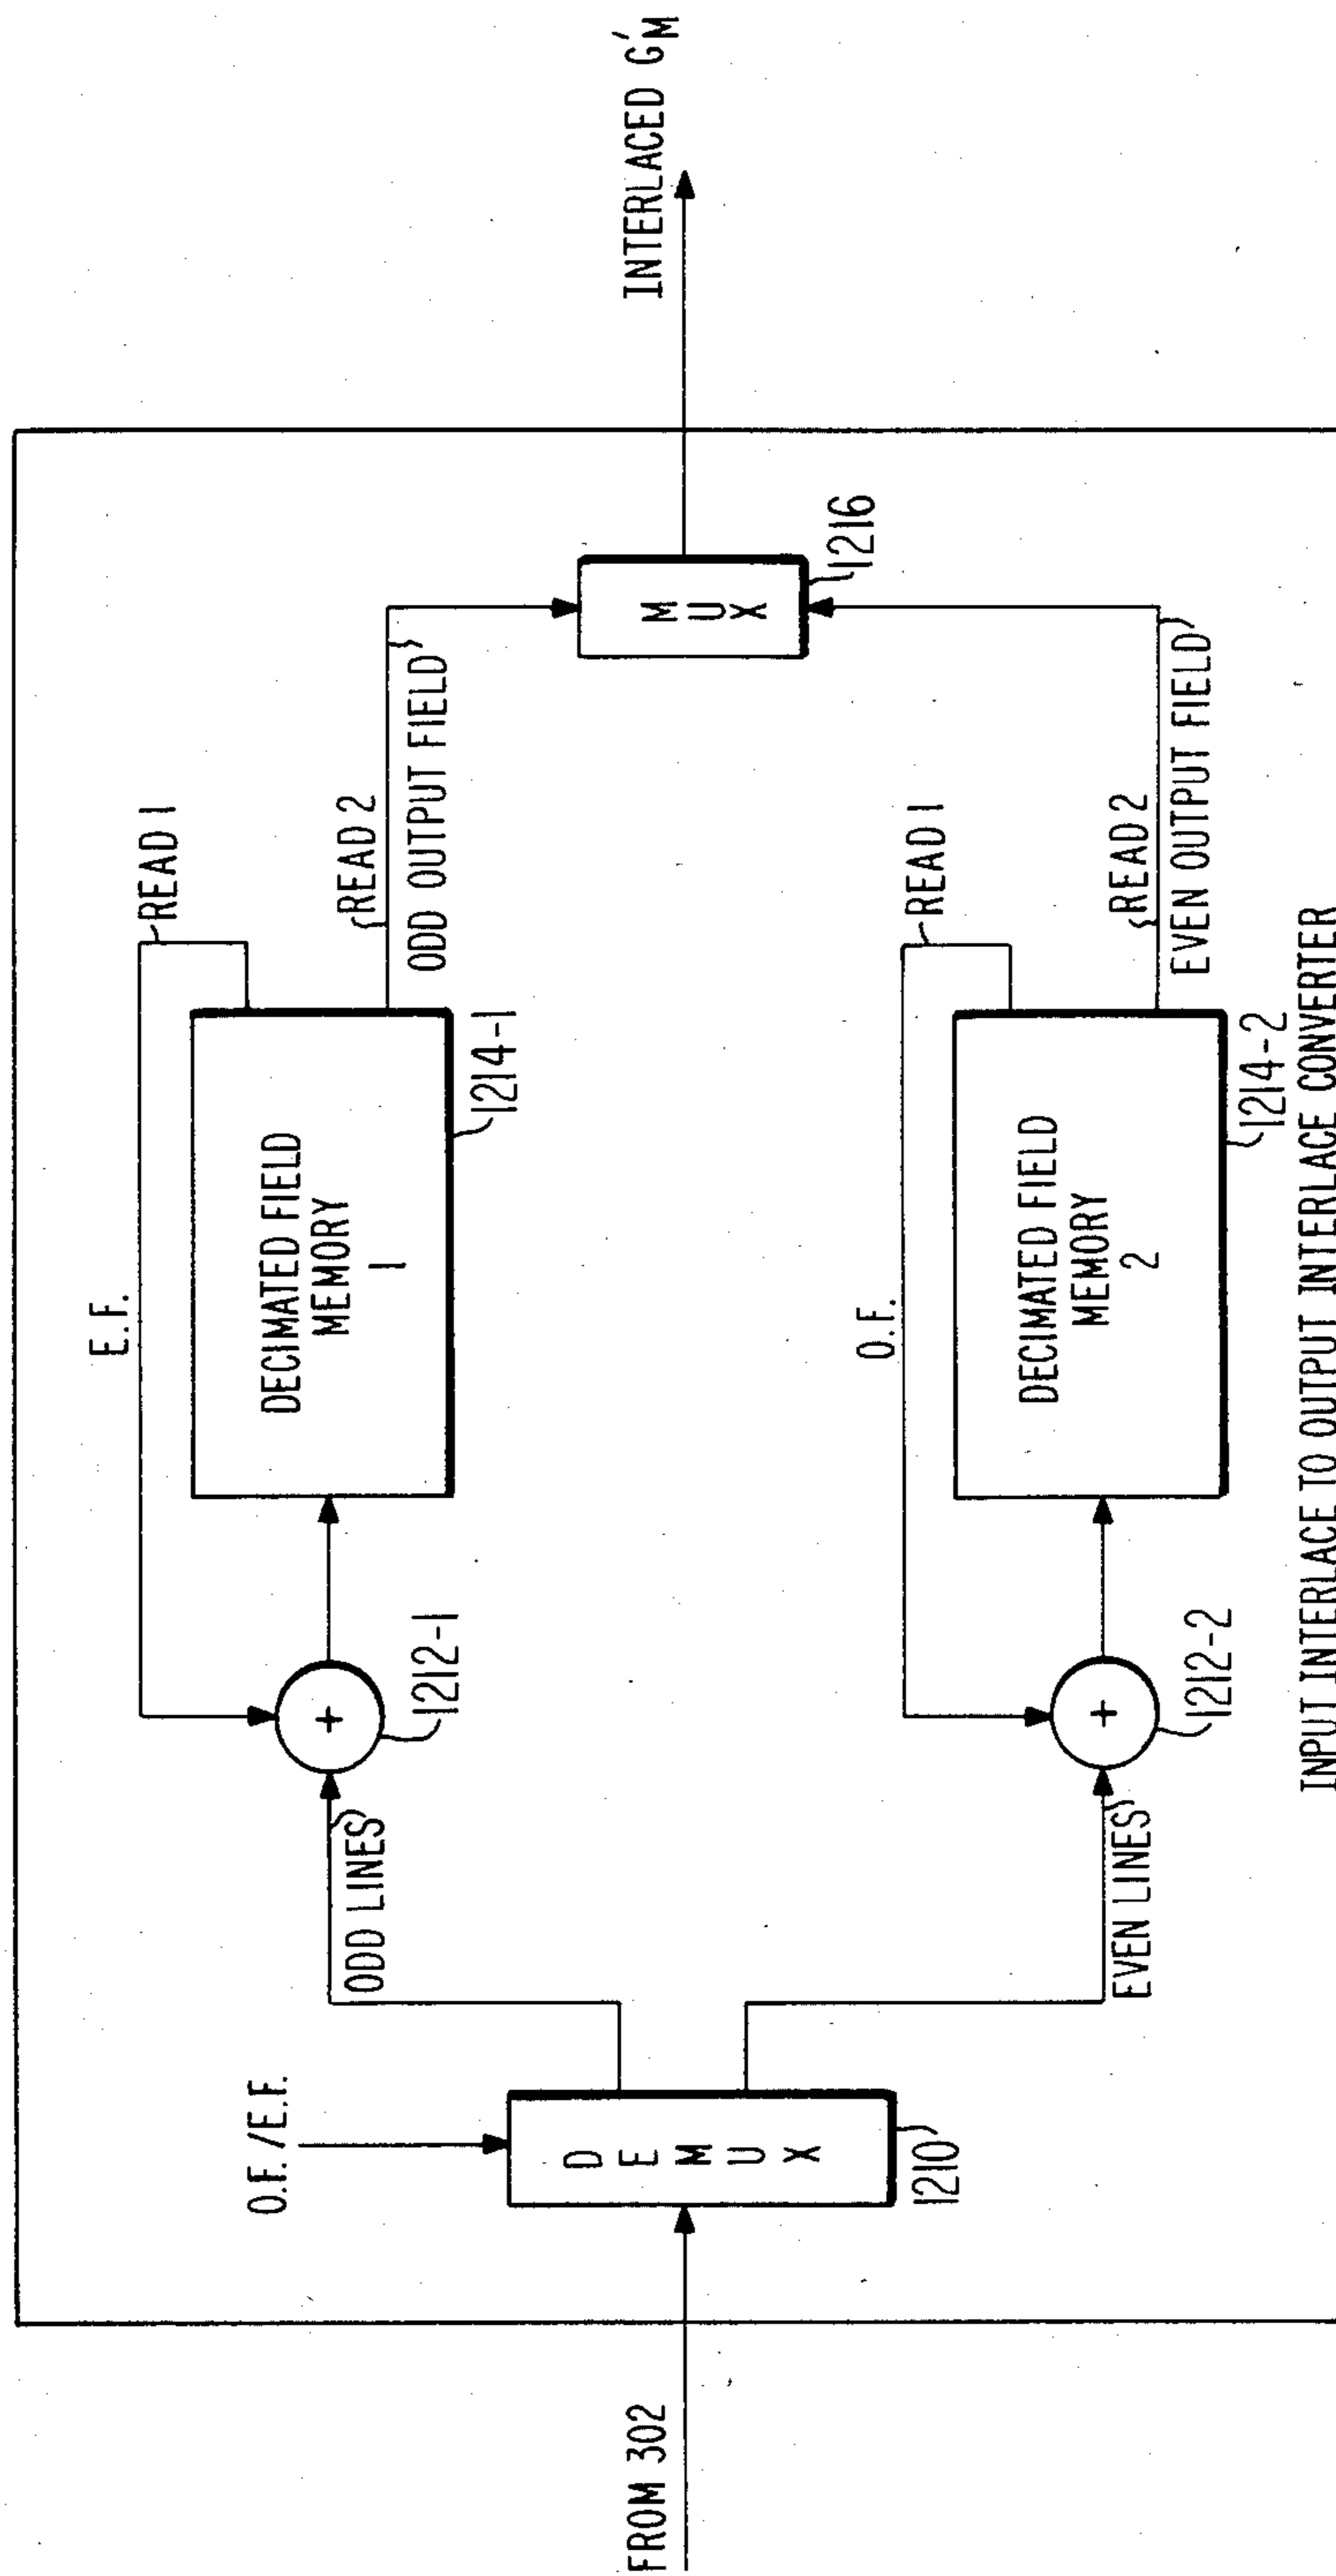 FROM 302
O.F. /E.F.
DEMUX
1210
ODD LINES
EVEN LINES
E.F.
+
1212-1
DECIMATED FIELD
MEMORY
1
1214-1
READ 1
READ 2
ODD OUTPUT FIELD
O.F.
+
1212-2
DECIMATED FIELD
MEMORY
2
1214-2
READ 1
READ 2
EVEN OUTPUT FIELD
MUX
1216
INTERLACED G'M
INPUT INTERLACE TO OUTPUT INTERLACE CONVERTER